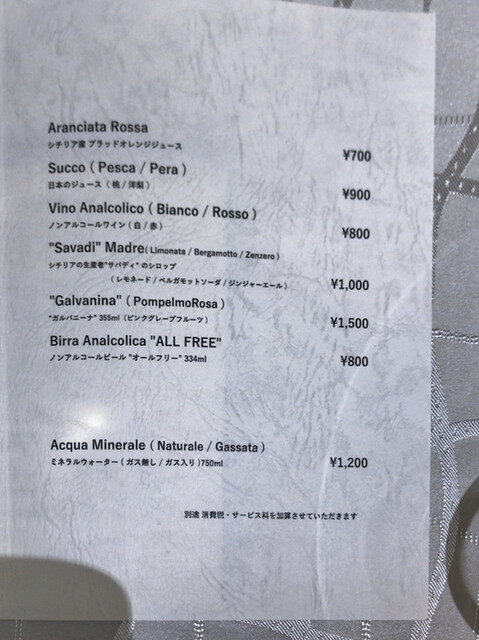 Aranciata Rossa
シチリア産 ブラッドオレンジジュース
¥700
Succo ( Pesca / Pera )
日本のジュース ( 桃 / 洋梨 )
¥900
Vino Analcolico ( Bianco / Rosso )
ノンアルコールワイン ( 白 / 赤 )
¥800
"Savadi" Madre( Limonata / Bergamotto / Zenzero )
シチリアの生産者"サバディ" のシロップ
( レモネード / ベルガモットソーダ / ジンジャーエール )
¥1,000
"Galvanina" ( PompelmoRosa )
"ガルバニーナ" 355ml（ピンクグレープフルーツ）
¥1,500
Birra Analcolica "ALL FREE"
ノンアルコールビール "オールフリー" 334ml
¥800
Acqua Minerale ( Naturale / Gassata )
ミネラルウォーター ( ガス無し / ガス入り )750ml
¥1,200
別途 消費税・サービス料を加算させていただきます